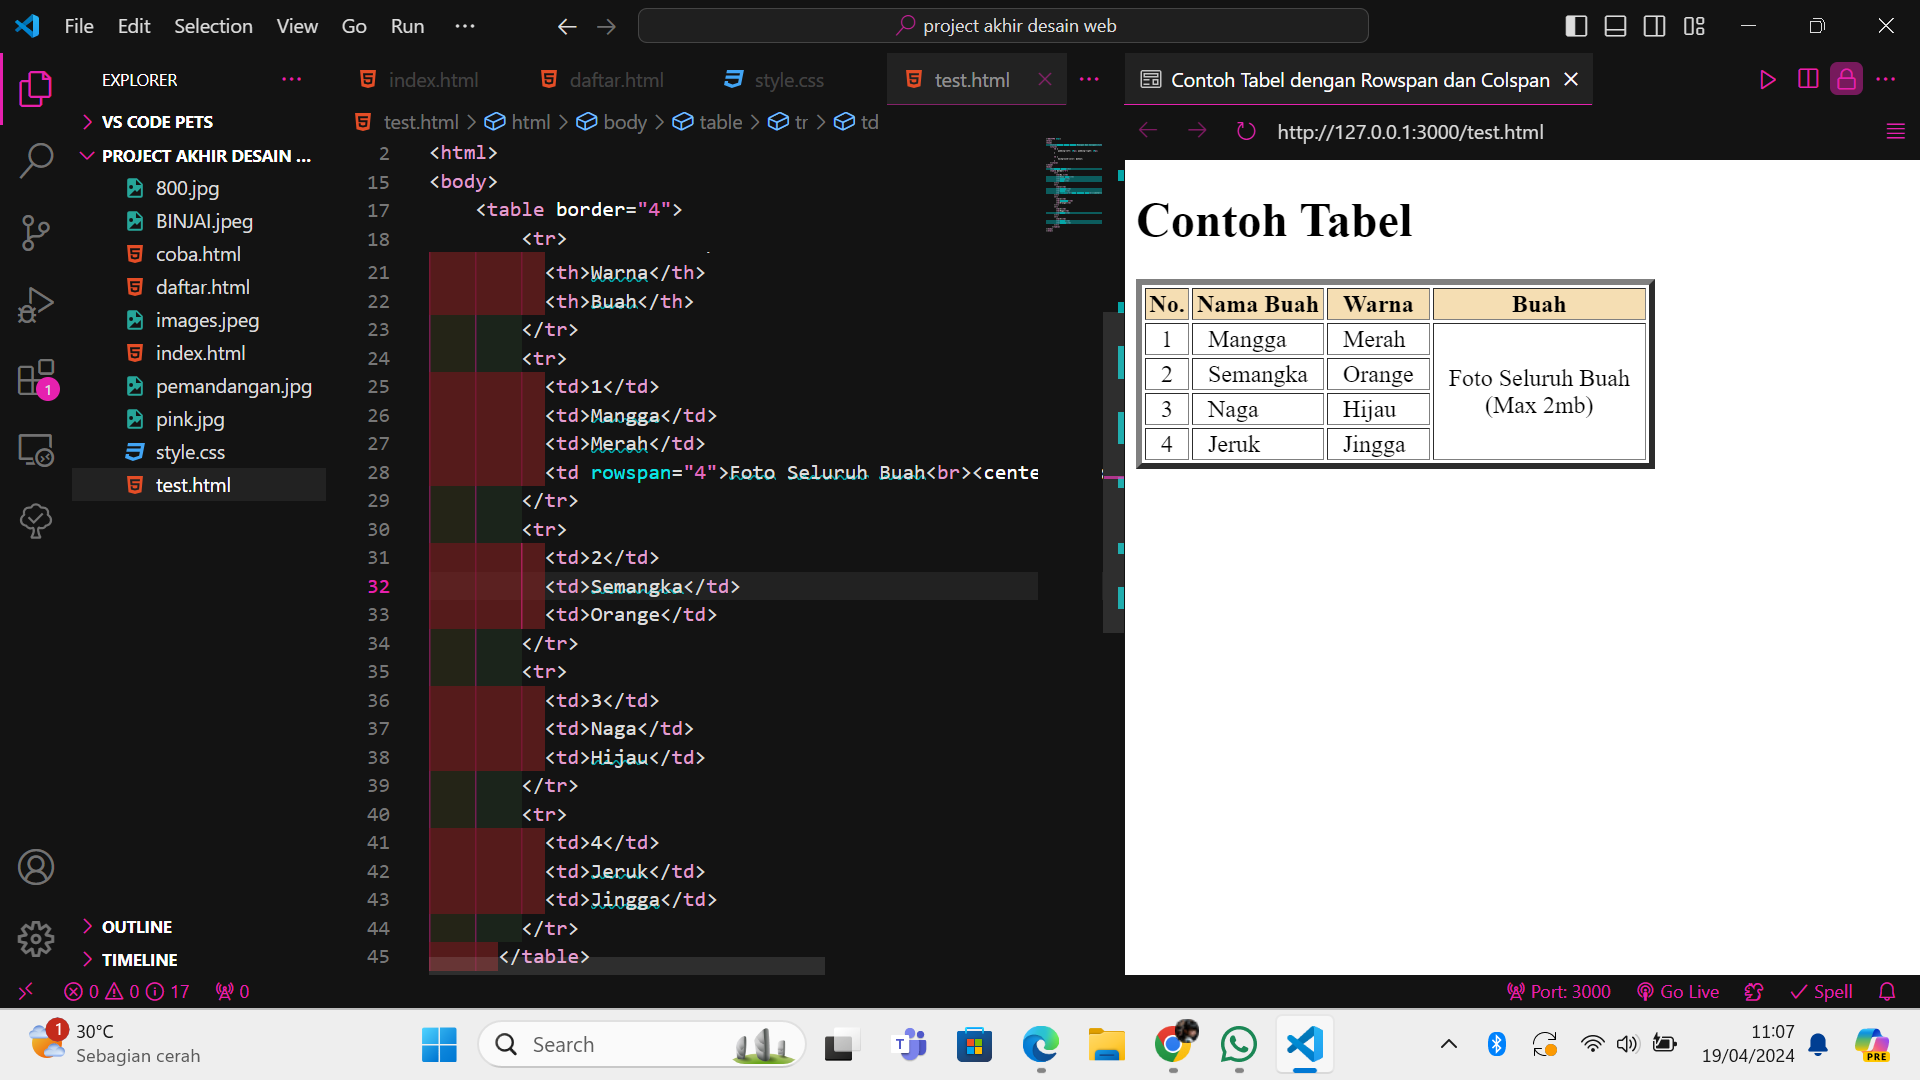 File Edit Selection View Go Run ···
project akhir desain web
EXPLORER
VS CODE PETS
PROJECT AKHIR DESAIN ...
800.jpg
BINJAI.jpeg
coba.html
daftar.html
images.jpeg
index.html
pemandangan.jpg
pink.jpg
style.css
test.html
OUTLINE
TIMELINE
1
index.html daftar.html style.css test.html
test.html > html > body > table > tr > td
2 <html>
15 <body>
17 <table border="4">
18 <tr>
21 <th>Warna</th>
22 <th>Buah</th>
23 </tr>
24 <tr>
25 <td>1</td>
26 <td>Mangga</td>
27 <td>Merah</td>
28 <td rowspan="4">Foto Seluruh Buah<br><cente
29 </tr>
30 <tr>
31 <td>2</td>
32 <td>Semangka</td>
33 <td>Orange</td>
34 </tr>
35 <tr>
36 <td>3</td>
37 <td>Naga</td>
38 <td>Hijau</td>
39 </tr>
40 <tr>
41 <td>4</td>
42 <td>Jeruk</td>
43 <td>Jingga</td>
44 </tr>
45 </table>
Contoh Tabel dengan Rowspan dan Colspan
http://127.0.0.1:3000/test.html
Contoh Tabel
No. Nama Buah Warna Buah
1 Mangga Merah
2 Semangka Orange
3 Naga Hijau
4 Jeruk Jingga
Foto Seluruh Buah
(Max 2mb)
0 0 17 0
Port: 3000 Go Live Spell
1
30°C
Sebagian cerah
Search
PRE
11:07
19/04/2024